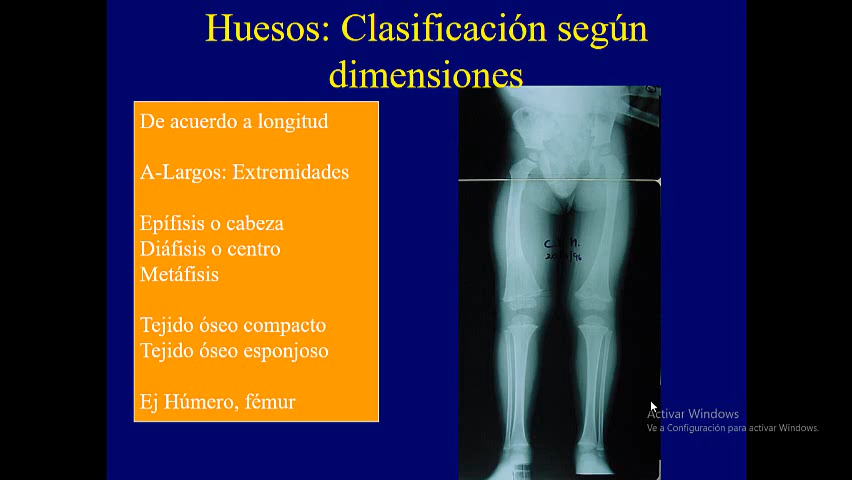 Huesos: Clasificación según
dimensiones
De acuerdo a longitud
A-Largos: Extremidades
Epífisis o cabeza
Diáfisis o centro
Metáfisis
Tejido óseo compacto
Tejido óseo esponjoso
Ej Húmero, fémur
Activar Windows
Ve a Configuración para activar Windows.